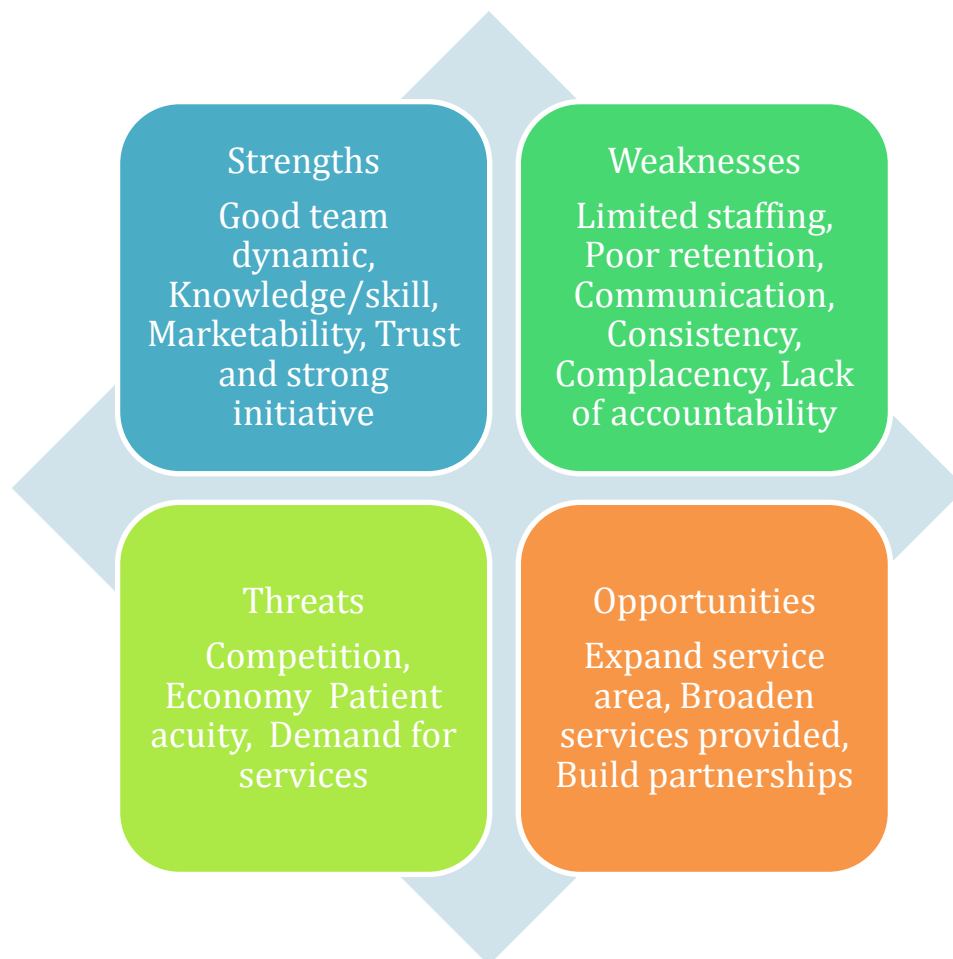 Strengths
Good team
dynamic,
Knowledge/skill,
Marketability, Trust
and strong
initiative
Weaknesses
Limited staffing,
Poor retention,
Communication,
Consistency,
Complacency, Lack
of accountability
Threats
Competition,
Economy  Patient
acuity,  Demand for
services
Opportunities
Expand service
area, Broaden
services provided,
Build partnerships